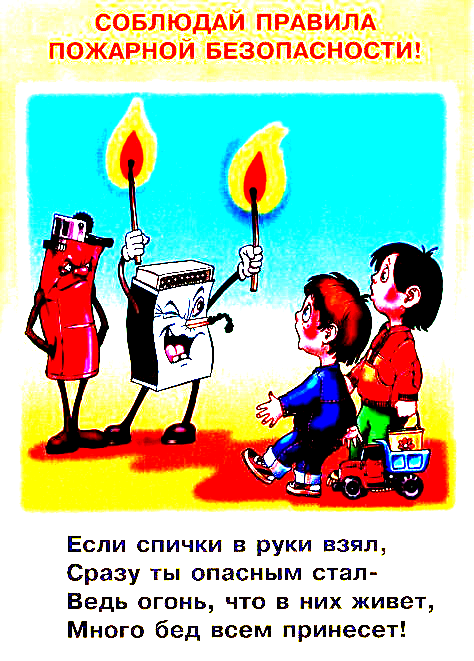 СОБЛЮДАЙ ПРАВИЛА
ПОЖАРНОЙ БЕЗОПАСНОСТИ!
Если спички в руки взял,
Сразу ты опасным стал-
Ведь огонь, что в них живет,
Много бед всем принесет!